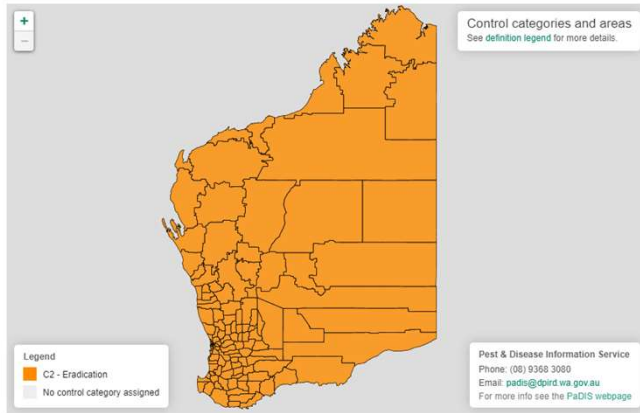 +
−
Control categories and areas
See definition legend for more details.
Legend
C2 - Eradication
No control category assigned
Pest & Disease Information Service
Phone: (08) 9368 3080
Email: padis@dpird.wa.gov.au
For more info see the PaDIS webpage